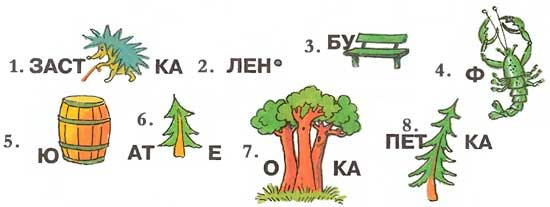 1. ЗАСТ КА
2. ЛЕН
3. БУ
4. Ф
5. Ю
6. АТ Е
7. О КА
8. ПЕТ КА